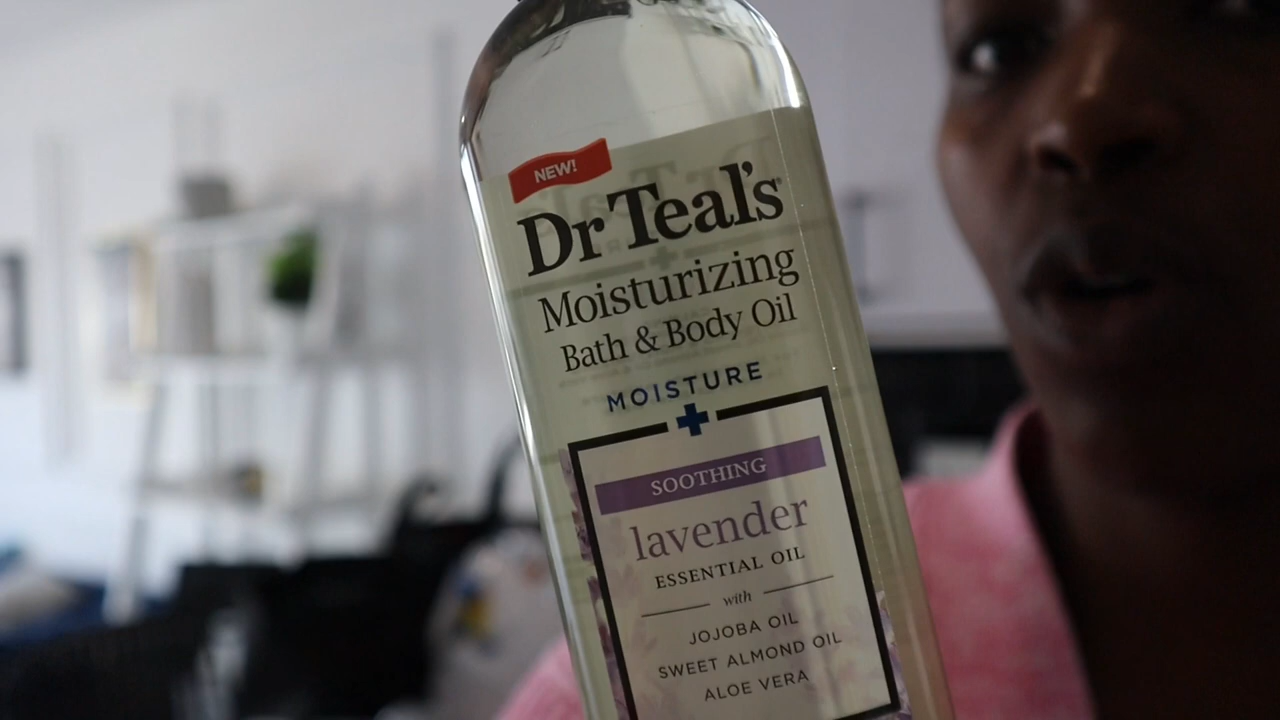 NEW!
Dr Teal's
Moisturizing
Bath & Body Oil
MOISTURE
SOOTHING
lavender
ESSENTIAL OIL
with
JOJOBA OIL
SWEET ALMOND OIL
ALOE VERA